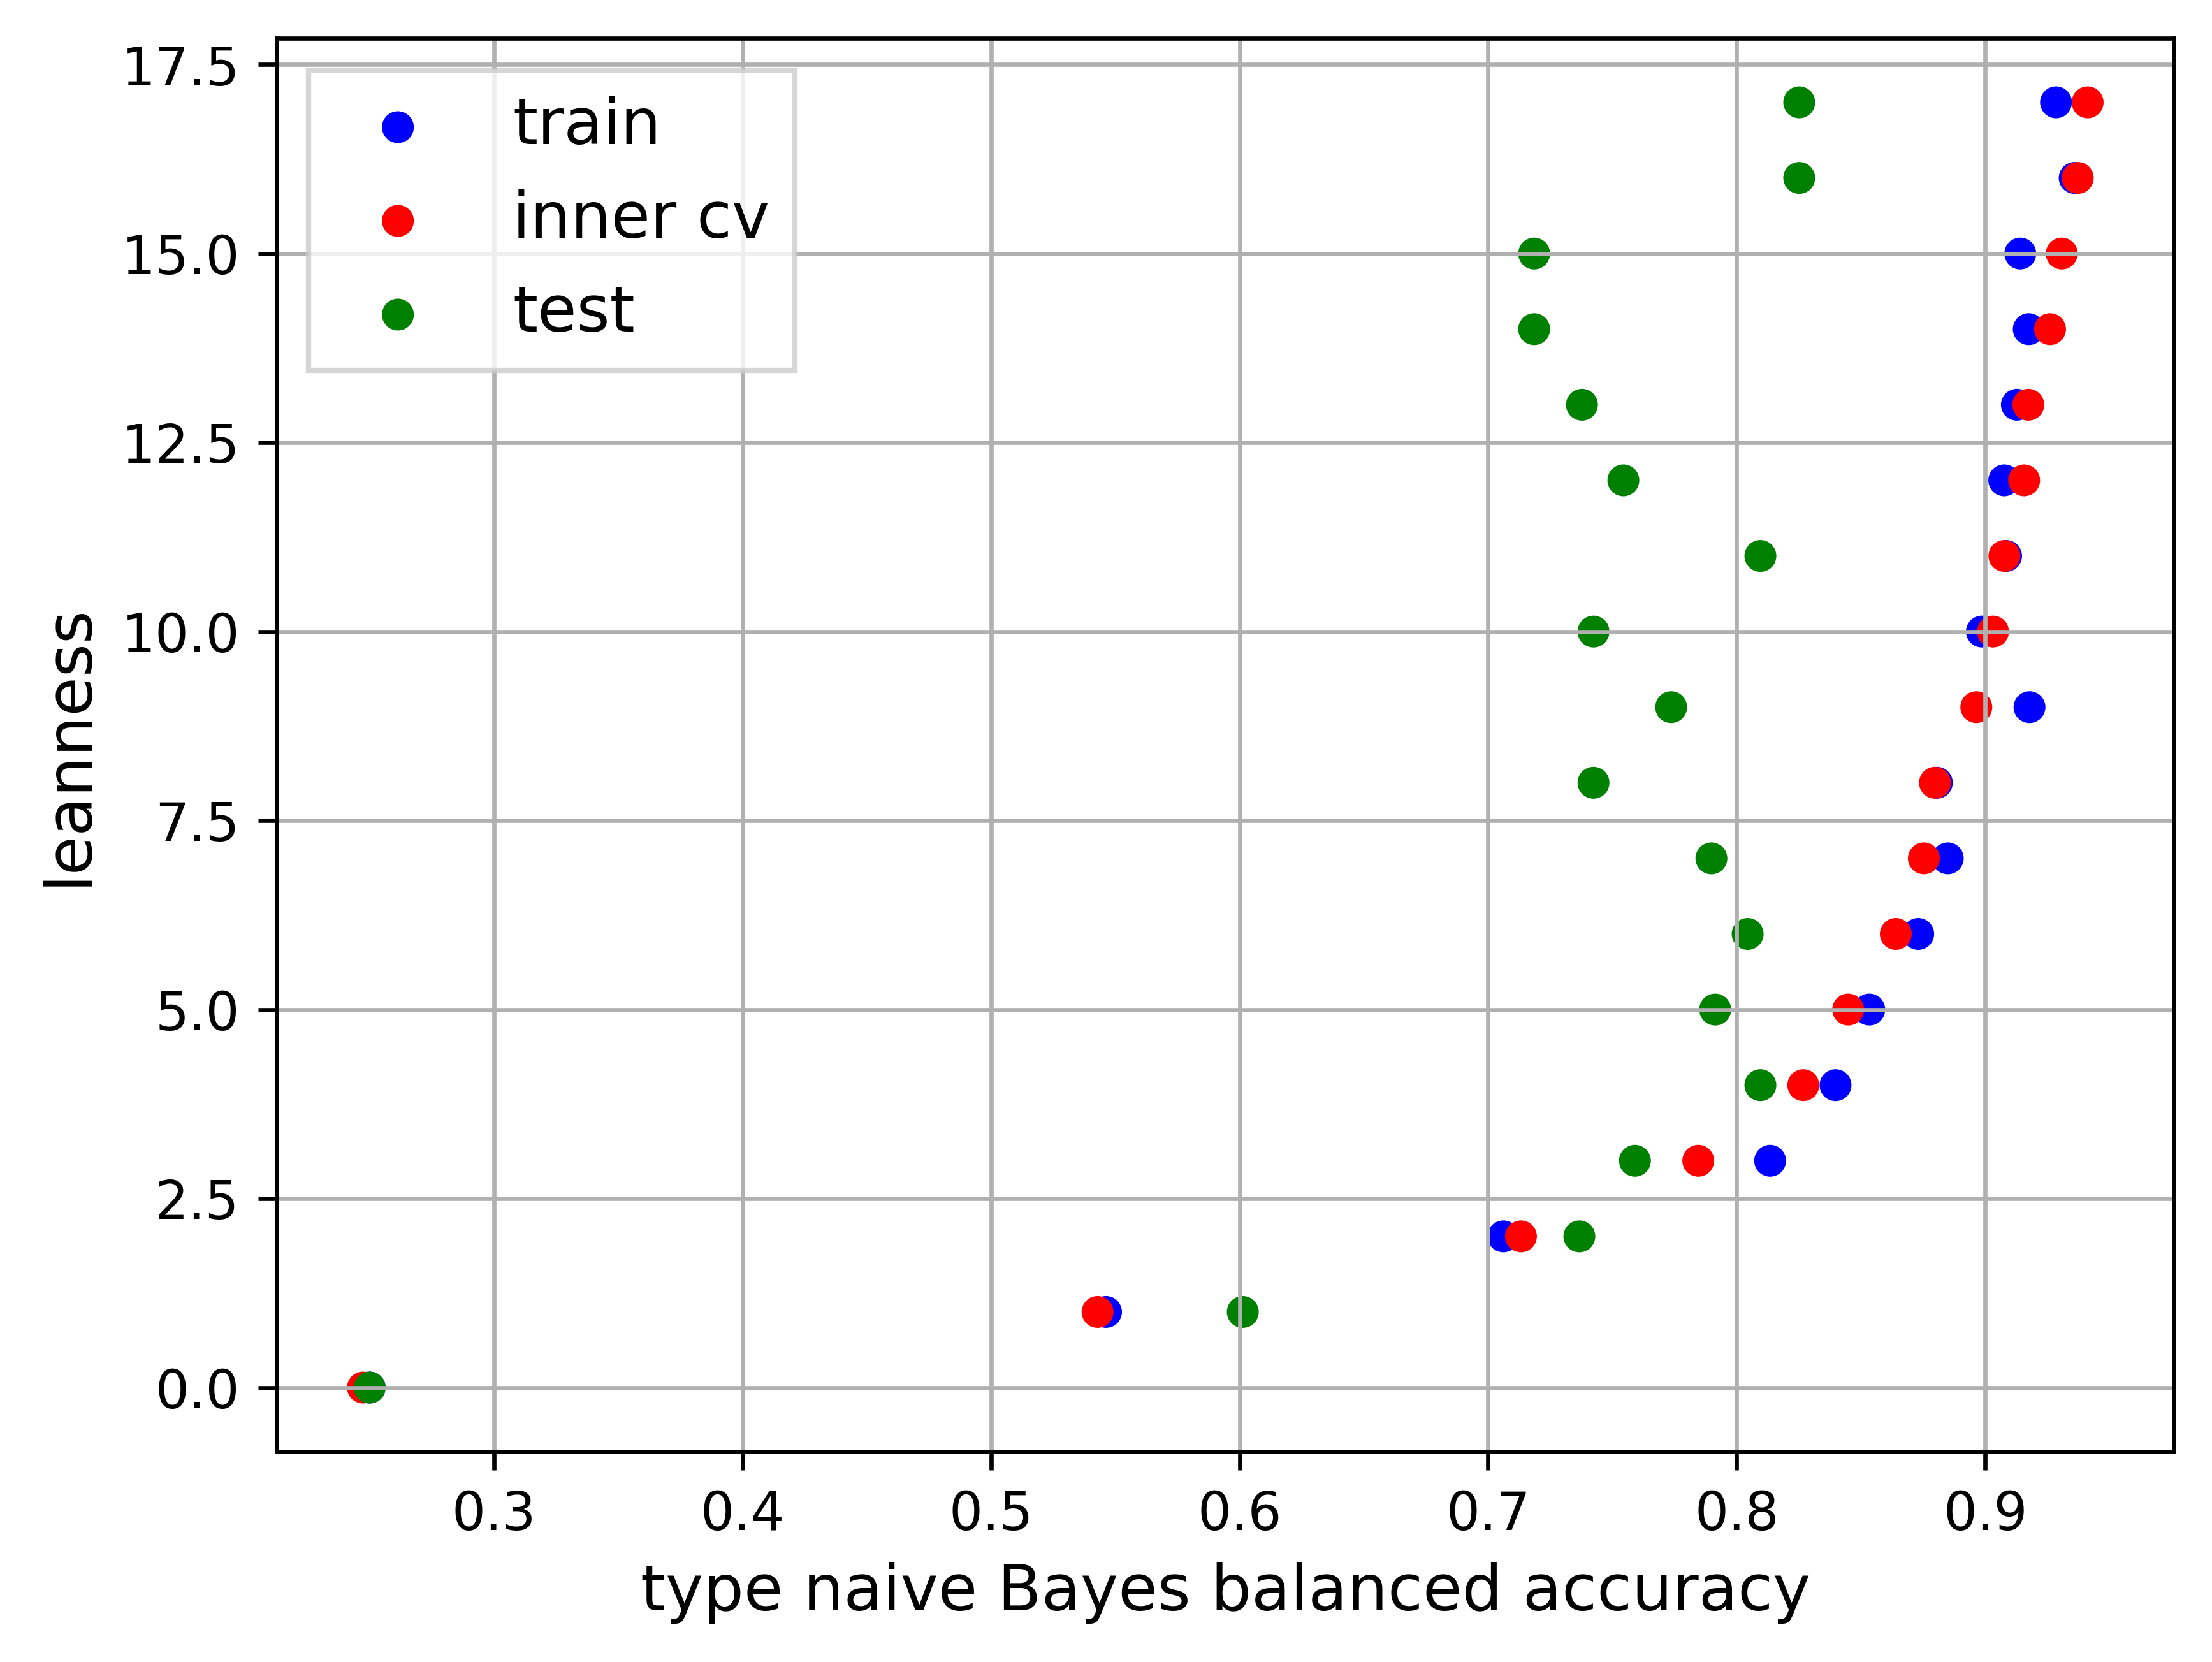 train
inner cv
test
17.5
15.0
12.5
10.0
7.5
5.0
2.5
0.0
leanness
0.3 0.4 0.5 0.6 0.7 0.8 0.9
type naive Bayes balanced accuracy